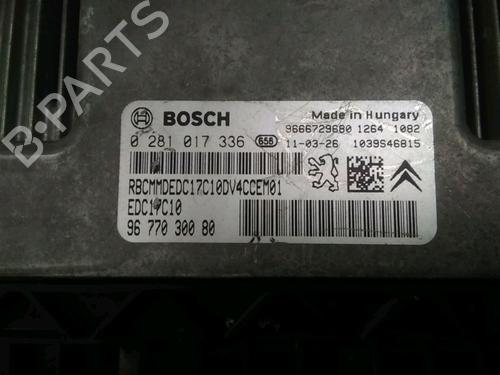 B-PARTS
BOSCH
Made in Hungary
0 281 017 336 658
9666729680 1264 1082
11-03-26 1039S46815
RBCMMDEDC17C10DV4CCEM01
EDC17C10
96 770 300 80